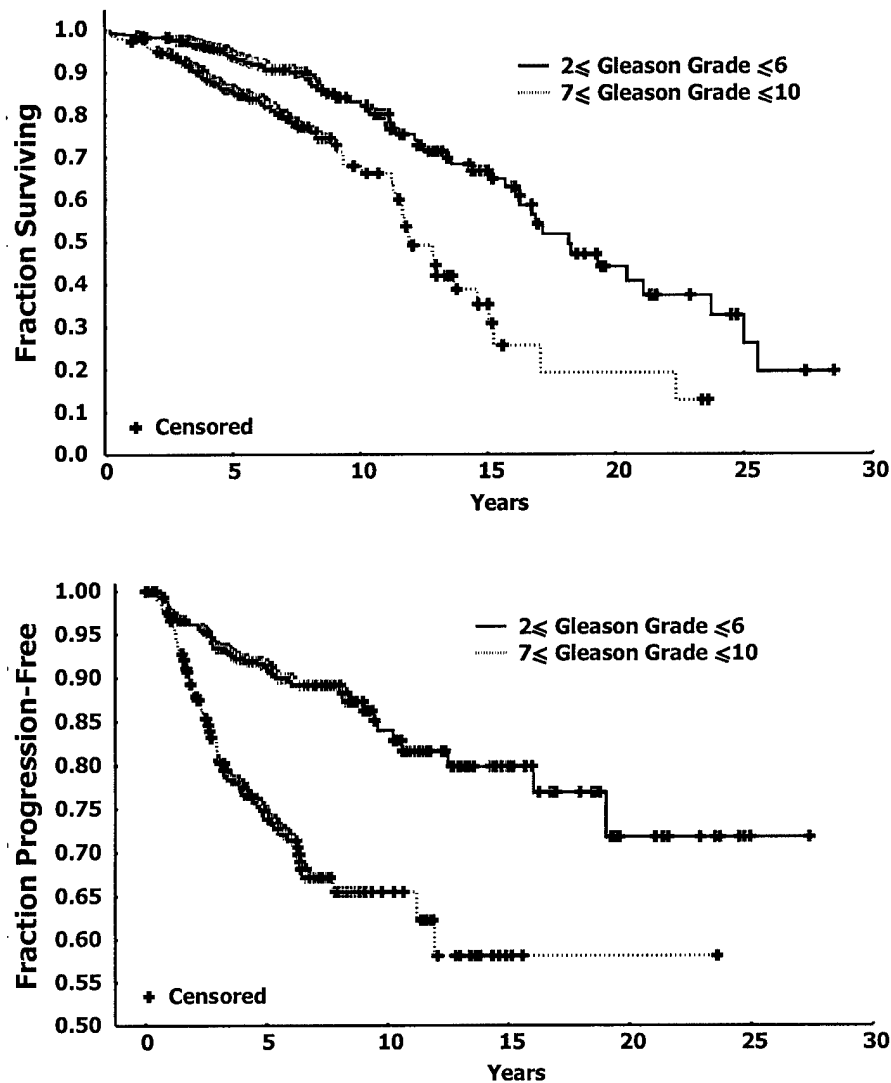 Fraction Surviving
1.0
0.9
0.8
0.7
0.6
0.5
0.4
0.3
0.2
0.1
0.0
2⩽ Gleason Grade ⩽6
7⩽ Gleason Grade ⩽10
Censored
0 5 10 15 20 25 30
Years
Fraction Progression-Free
1.00
0.95
0.90
0.85
0.80
0.75
0.70
0.65
0.60
0.55
0.50
2⩽ Gleason Grade ⩽6
7⩽ Gleason Grade ⩽10
Censored
0 5 10 15 20 25 30
Years